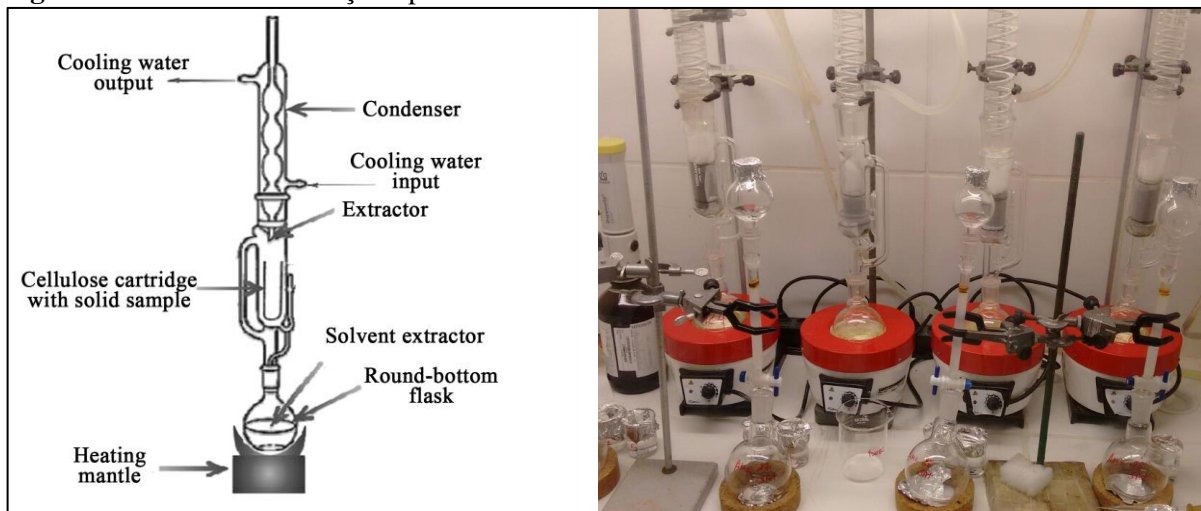 Cooling water
output
Condenser
Cooling water
input
Extractor
Cellulose cartridge
with solid sample
Solvent extractor
Round-bottom
flask
Heating
mantle